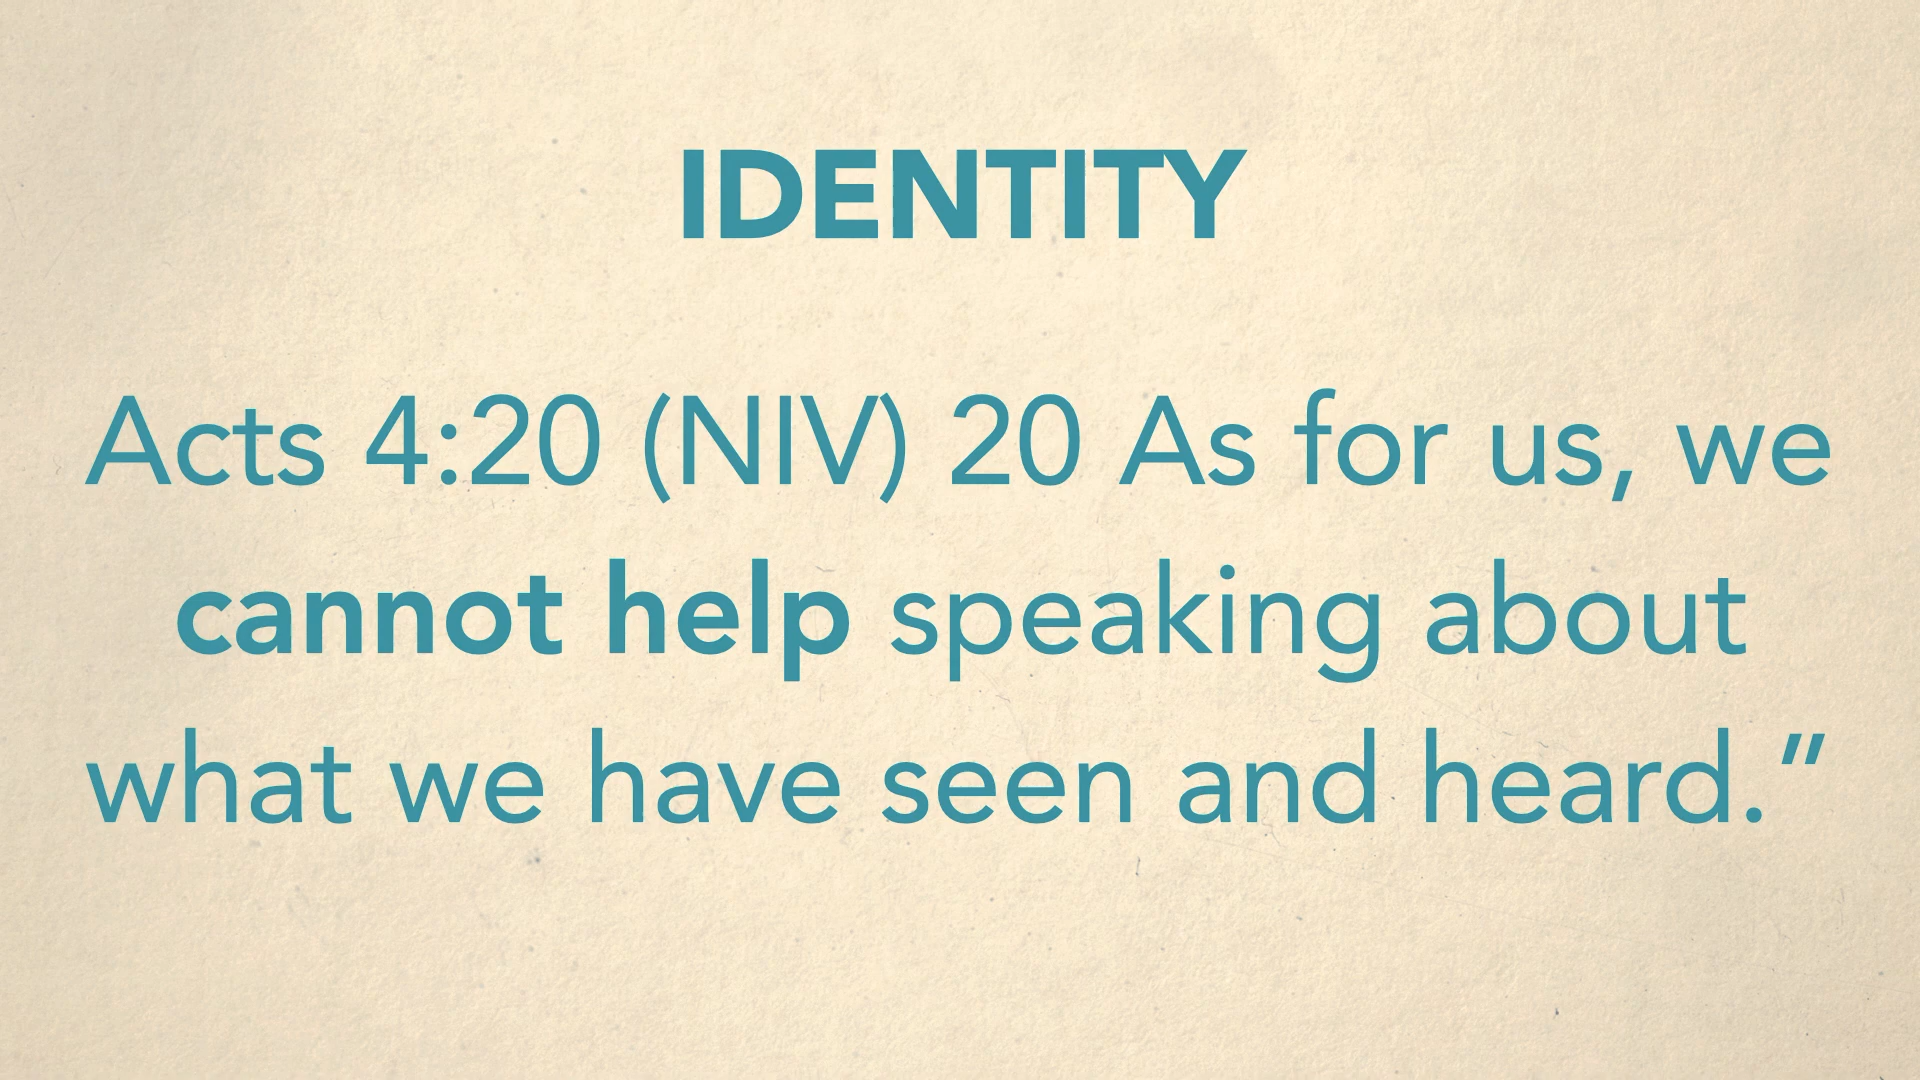 IDENTITY
Acts 4:20 (NIV) 20 As for us, we
cannot help speaking about
what we have seen and heard.”